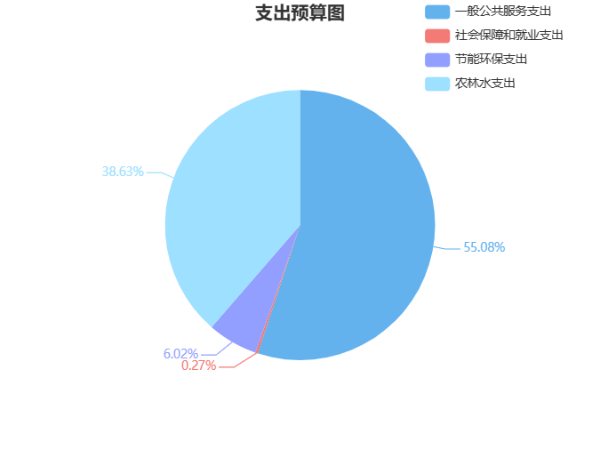 支出预算图
一般公共服务支出
社会保障和就业支出
节能环保支出
农林水支出
38.63%
55.08%
6.02%
0.27%